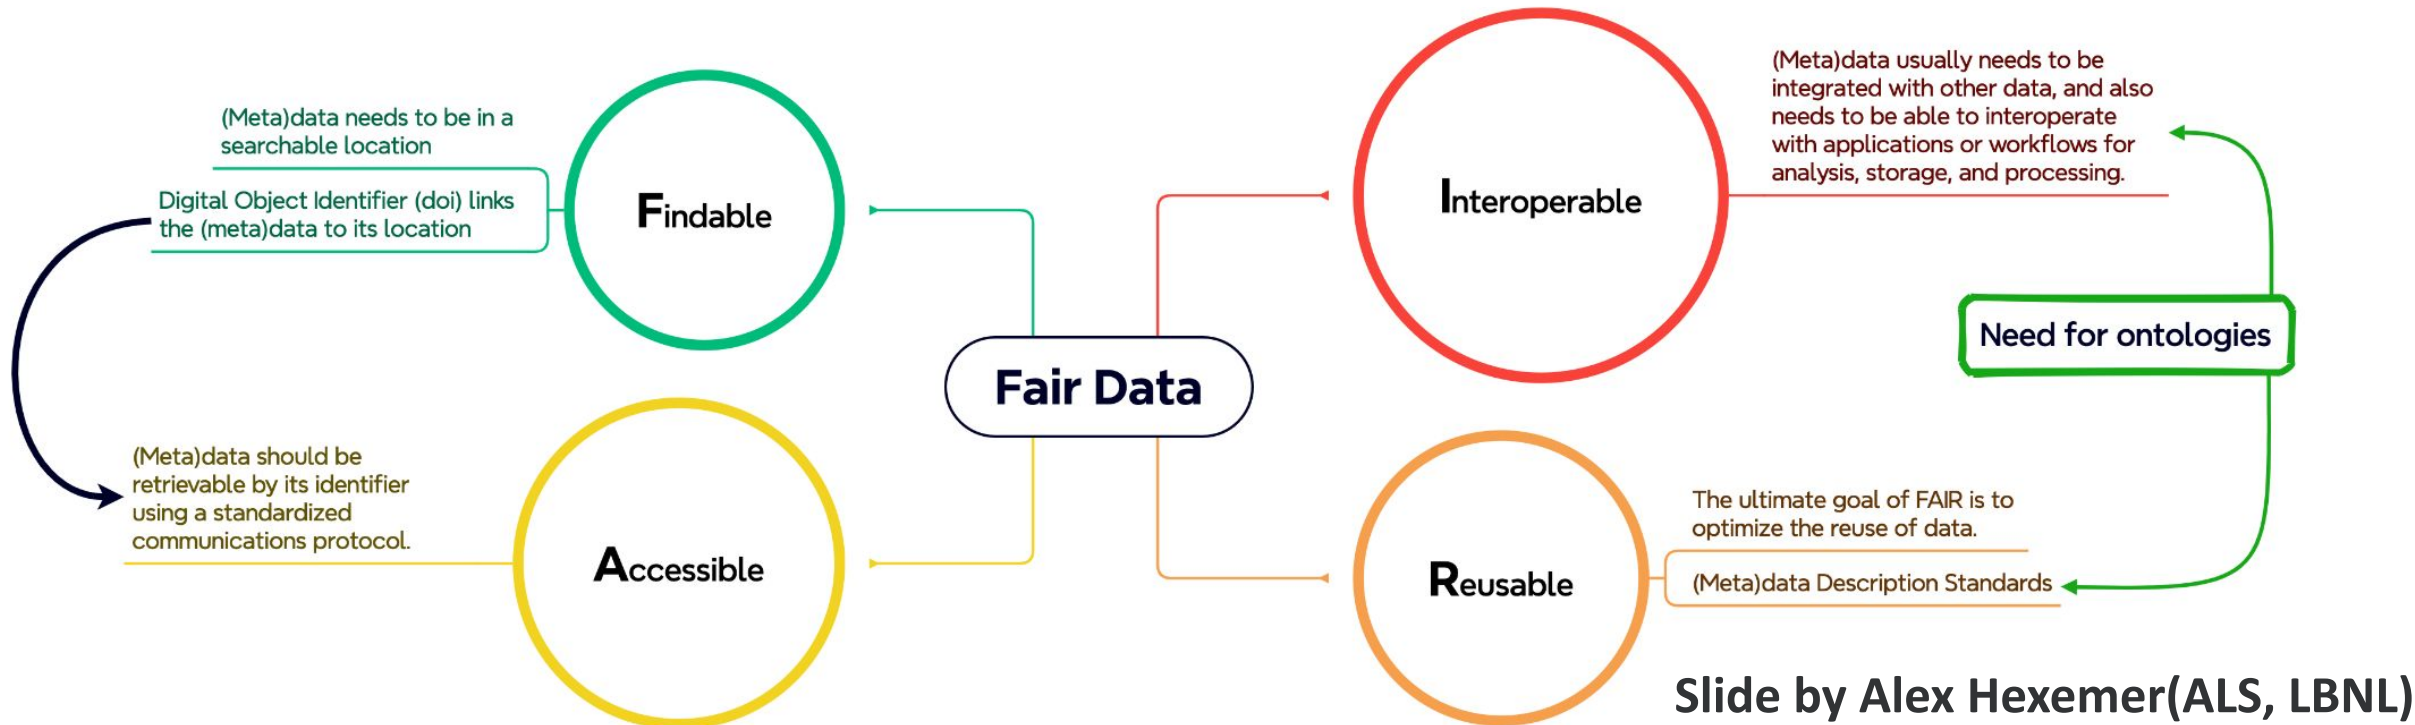 (Meta)data needs to be in a
searchable location
Digital Object Identifier (doi) links
the (meta)data to its location
Findable
Interoperable
(Meta)data usually needs to be
integrated with other data, and also
needs to be able to interoperate
with applications or workflows for
analysis, storage, and processing.
Need for ontologies
Fair Data
(Meta)data should be
retrievable by its identifier
using a standardized
communications protocol.
Accessible
Reusable
The ultimate goal of FAIR is to
optimize the reuse of data.
(Meta)data Description Standards
Slide by Alex Hexemer(ALS, LBNL)